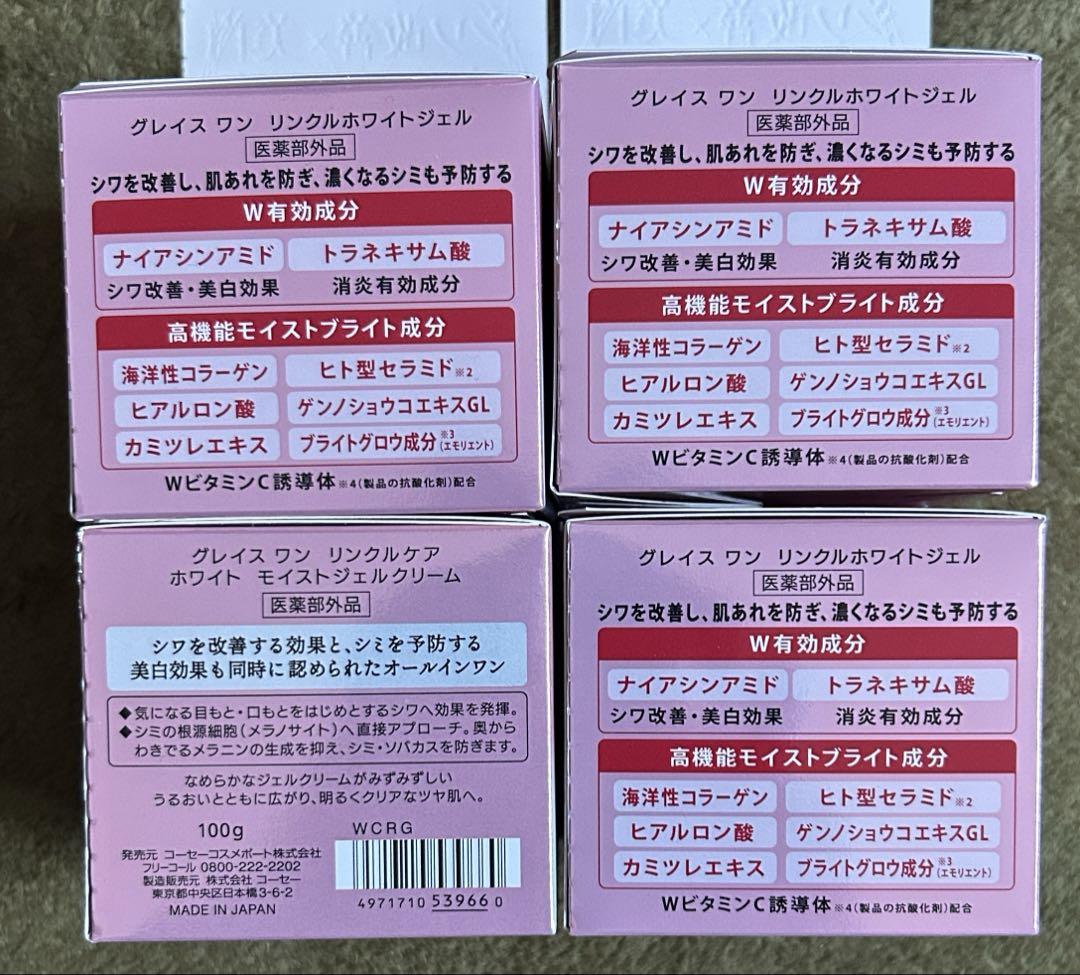 シワ改善×美白
シワ改善×美白
グレイス ワン リンクルホワイトジェル
医薬部外品
シワを改善し、肌あれを防ぎ、濃くなるシミも予防する
W有効成分
ナイアシンアミド トラネキサム酸
シワ改善・美白効果 消炎有効成分
高機能モイストブライト成分
海洋性コラーゲン ヒト型セラミド※2
ヒアルロン酸 ゲンノショウコエキスGL
カミツレエキス ブライトグロウ成分※3(エモリエント)
WビタミンC誘導体※4(製品の抗酸化剤)配合
グレイス ワン リンクルホワイトジェル
医薬部外品
シワを改善し、肌あれを防ぎ、濃くなるシミも予防する
W有効成分
ナイアシンアミド トラネキサム酸
シワ改善・美白効果 消炎有効成分
高機能モイストブライト成分
海洋性コラーゲン ヒト型セラミド※2
ヒアルロン酸 ゲンノショウコエキスGL
カミツレエキス ブライトグロウ成分※3(エモリエント)
WビタミンC誘導体※4(製品の抗酸化剤)配合
グレイス ワン リンクルケア
ホワイト モイストジェルクリーム
医薬部外品
シワを改善する効果と、シミを予防する
美白効果も同時に認められたオールインワン
◆気になる目もと・口もとをはじめとするシワへ効果を発揮。
◆シミの根源細胞(メラノサイト)へ直接アプローチ。奥から
わきでるメラニンの生成を抑え、シミ・ソバカスを防ぎます。
なめらかなジェルクリームがみずみずしい
うるおいとともに広がり、明るくクリアなツヤ肌へ。
100g WCRG
発売元 コーセーコスメポート株式会社
フリーコール 0800-222-2202
製造販売元 株式会社 コーセー
東京都中央区日本橋3-6-2
MADE IN JAPAN
4971710 539660
グレイス ワン リンクルホワイトジェル
医薬部外品
シワを改善し、肌あれを防ぎ、濃くなるシミも予防する
W有効成分
ナイアシンアミド トラネキサム酸
シワ改善・美白効果 消炎有効成分
高機能モイストブライト成分
海洋性コラーゲン ヒト型セラミド※2
ヒアルロン酸 ゲンノショウコエキスGL
カミツレエキス ブライトグロウ成分※3(エモリエント)
WビタミンC誘導体※4(製品の抗酸化剤)配合